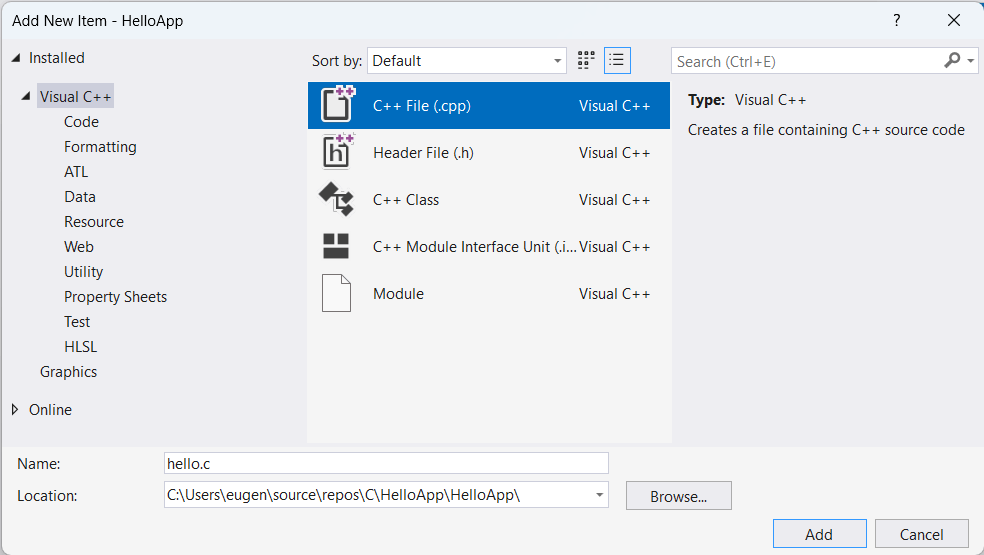 Add New Item - HelloApp
?
Installed
Visual C++
Code
Formatting
ATL
Data
Resource
Web
Utility
Property Sheets
Test
HLSL
Graphics
Online
Sort by: Default
C++ File (.cpp) Visual C++
Header File (.h) Visual C++
C++ Class Visual C++
C++ Module Interface Unit (.i... Visual C++
Module Visual C++
Search (Ctrl+E)
Type: Visual C++
Creates a file containing C++ source code
Name: hello.c
Location: C:\Users\eugen\source\repos\C\HelloApp\HelloApp\
Browse...
Add Cancel